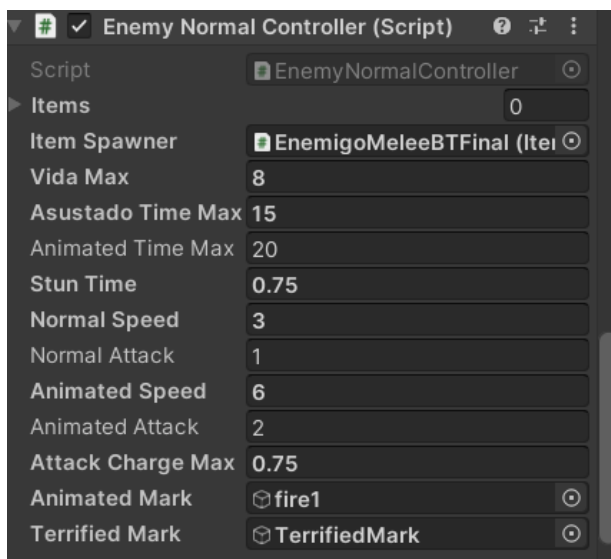 # Enemy Normal Controller (Script)
Script # EnemyNormalController
Items 0
Item Spawner # EnemigoMeleeBTFinal (Iter
Vida Max 8
Asustado Time Max 15
Animated Time Max 20
Stun Time 0.75
Normal Speed 3
Normal Attack 1
Animated Speed 6
Animated Attack 2
Attack Charge Max 0.75
Animated Mark fire1
Terrified Mark TerrifiedMark